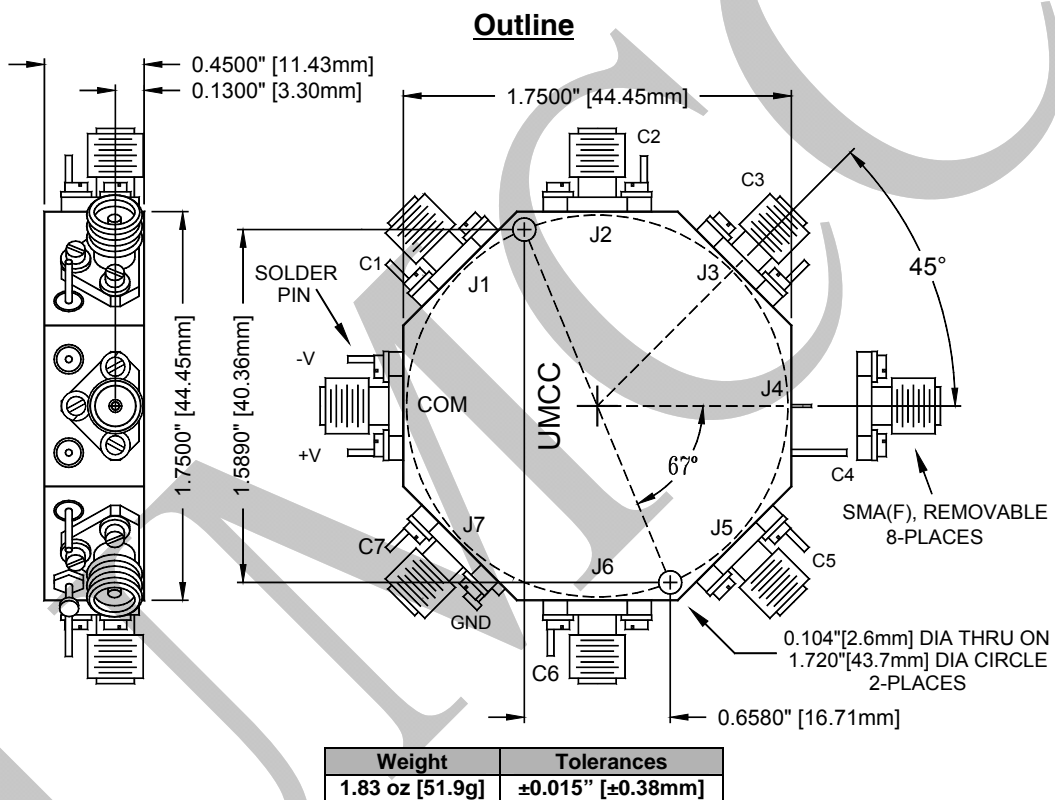 Outline
0.4500" [11.43mm]
0.1300" [3.30mm]
1.7500" [44.45mm]
C2
C3
J2
J3
45°
C1
J1
SOLDER
PIN
-V
COM
+V
UMCC
J4
67°
C4
1.7500" [44.45mm]
1.5890" [40.36mm]
SMA(F), REMOVABLE
8-PLACES
J7
C7
J5
J6
C5
GND
C6
0.104"[2.6mm] DIA THRU ON
1.720"[43.7mm] DIA CIRCLE
2-PLACES
0.6580" [16.71mm]
Weight Tolerances
1.83 oz [51.9g] ±0.015” [±0.38mm]
UMCC